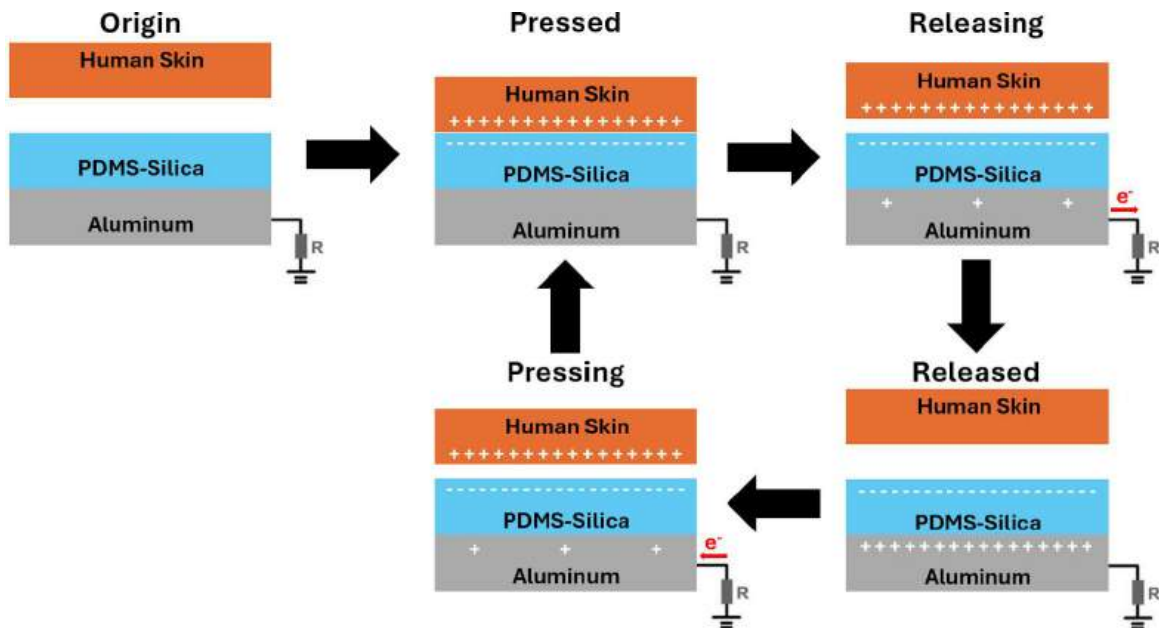 Origin
Human Skin
PDMS-Silica
Aluminum
R
Pressed
Human Skin
+++++++++++++++
---------------
PDMS-Silica
Aluminum
R
Releasing
Human Skin
+++++++++++++++
---------------
PDMS-Silica
+ + +
e-
Aluminum
R
Pressing
Human Skin
+++++++++++++++
---------------
PDMS-Silica
+ + +
e-
Aluminum
R
Released
Human Skin
---------------
PDMS-Silica
+++++++++++++++
Aluminum
R